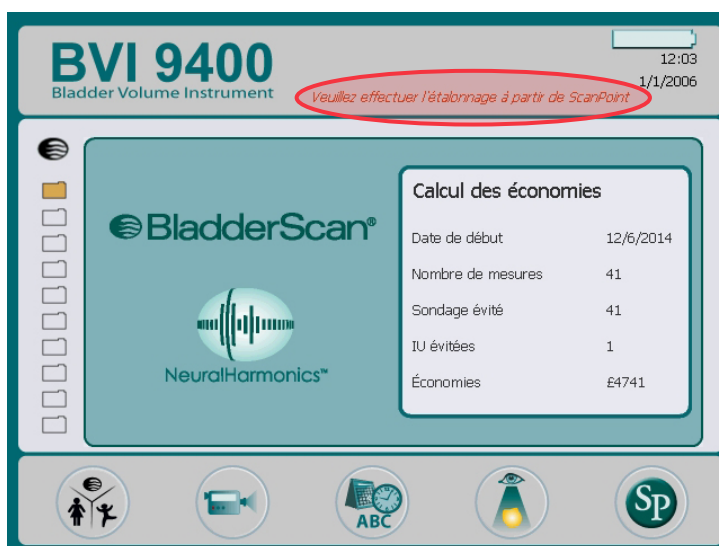 BVI 9400
Bladder Volume Instrument
12:03
1/1/2006
Veuillez effectuer l'étalonnage à partir de ScanPoint
BladderScan®
NeuralHarmonics™
Calcul des économies
Date de début 12/6/2014
Nombre de mesures 41
Sondage évité 41
IU évitées 1
Économies £4741
ABC
Sp